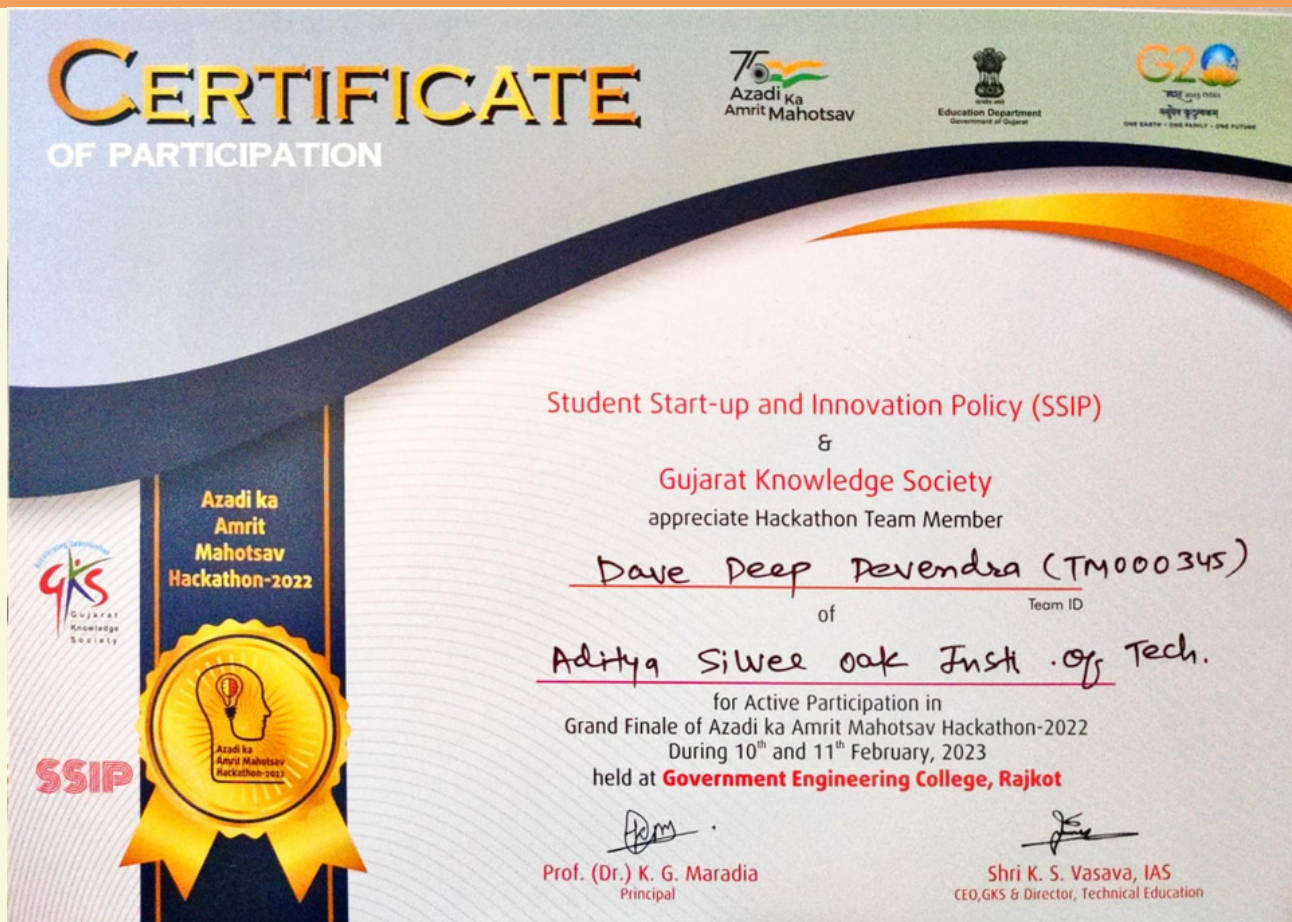 CERTIFICATE
OF PARTICIPATION
75
Azadi Ka
Amrit Mahotsav
Education Department
Government of Gujarat
G20
वसुधैव कुटुम्बकम्
ONE EARTH • ONE FAMILY • ONE FUTURE
Student Start-up and Innovation Policy (SSIP)
&
Gujarat Knowledge Society
appreciate Hackathon Team Member
Dave Deep Devendra (TM000345)
Team ID
of
Aditya Silver oak Insti. of Tech.
for Active Participation in
Grand Finale of Azadi ka Amrit Mahotsav Hackathon-2022
During 10th and 11th February, 2023
held at Government Engineering College, Rajkot
Prof. (Dr.) K. G. Maradia
Principal
Shri K. S. Vasava, IAS
CEO,GKS & Director, Technical Education
Azadi ka
Amrit
Mahotsav
Hackathon-2022
GKS
Gujarat
Knowledge
Society
Azadi ka
Amrit Mahotsav
Hackathon-2022
SSIP